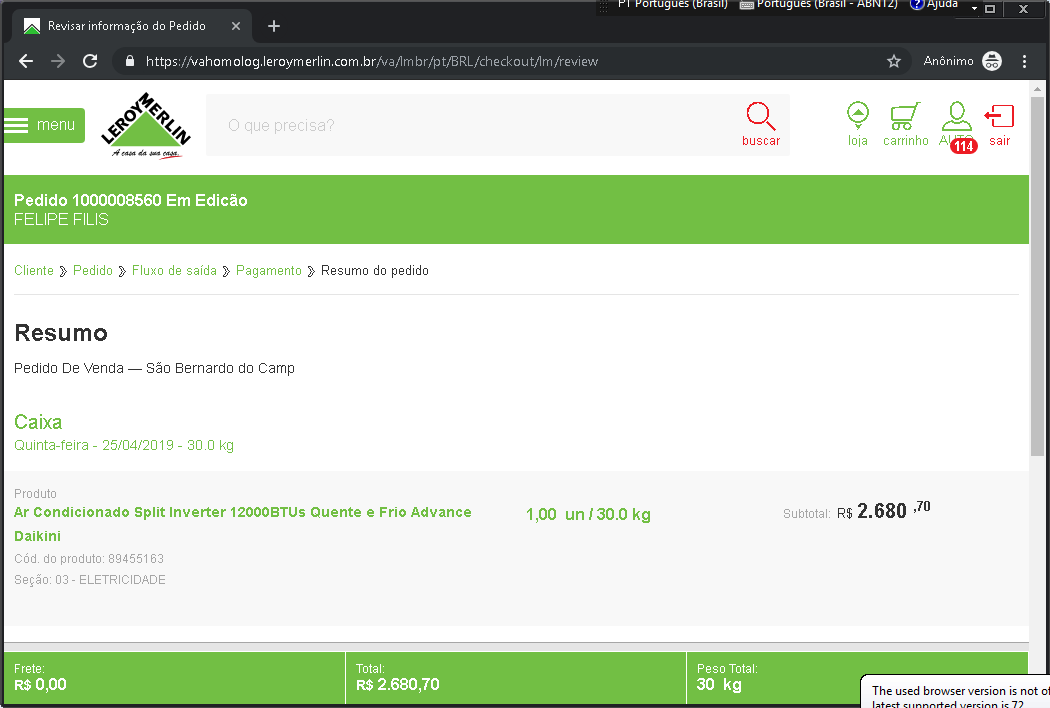 PT Português (Brasil) Português (Brasil - ABNT2) Ajuda
Revisar informação do Pedido
https://vahomolog.leroymerlin.com.br/va/lmbr/pt/BRL/checkout/lm/review
Anônimo
menu
LEROY MERLIN
A casa da sua casa.
O que precisa?
buscar
loja
carrinho
AUTO
114
sair
Pedido 1000008560 Em Edicão
FELIPE FILIS
Cliente ❯ Pedido ❯ Fluxo de saída ❯ Pagamento ❯ Resumo do pedido
Resumo
Pedido De Venda — São Bernardo do Camp
Caixa
Quinta-feira - 25/04/2019 - 30.0 kg
Produto
Ar Condicionado Split Inverter 12000BTUs Quente e Frio Advance
Daikini
Cód. do produto: 89455163
Seção: 03 - ELETRICIDADE
1,00 un / 30.0 kg
Subtotal: R$ 2.680 ,70
Frete:
R$ 0,00
Total:
R$ 2.680,70
Peso Total:
30 kg
The used browser version is not of
latest supported version is 72